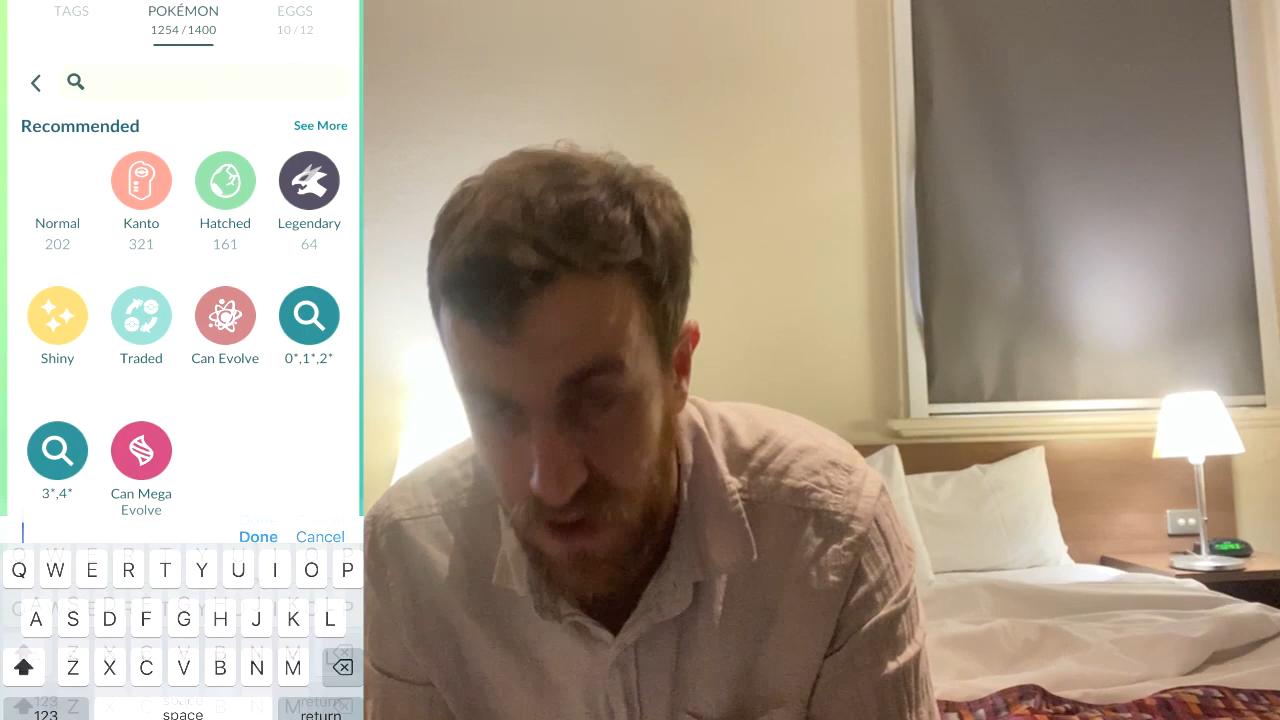 TAGS POKÉMON EGGS
1254 / 1400 10 / 12
Recommended See More
Normal Kanto Hatched Legendary
202 321 161 64
Shiny Traded Can Evolve 0*,1*,2*
3*,4* Can Mega
Evolve
Done Cancel
Q W E R T Y U I O P
A S D F G H J K L
Z X C V B N M
123 space return